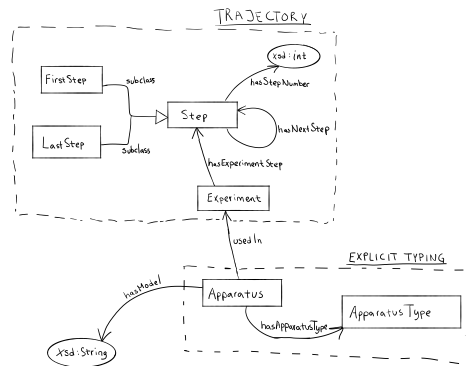 TRAJECTORY
xsd:int
FirstStep
subclass
hasStepNumber
Step
hasNextStep
LastStep
subclass
hasExperimentStep
Experiment
usedIn
EXPLICIT TYPING
hasModel
Apparatus
ApparatusType
hasApparatusType
xsd:String